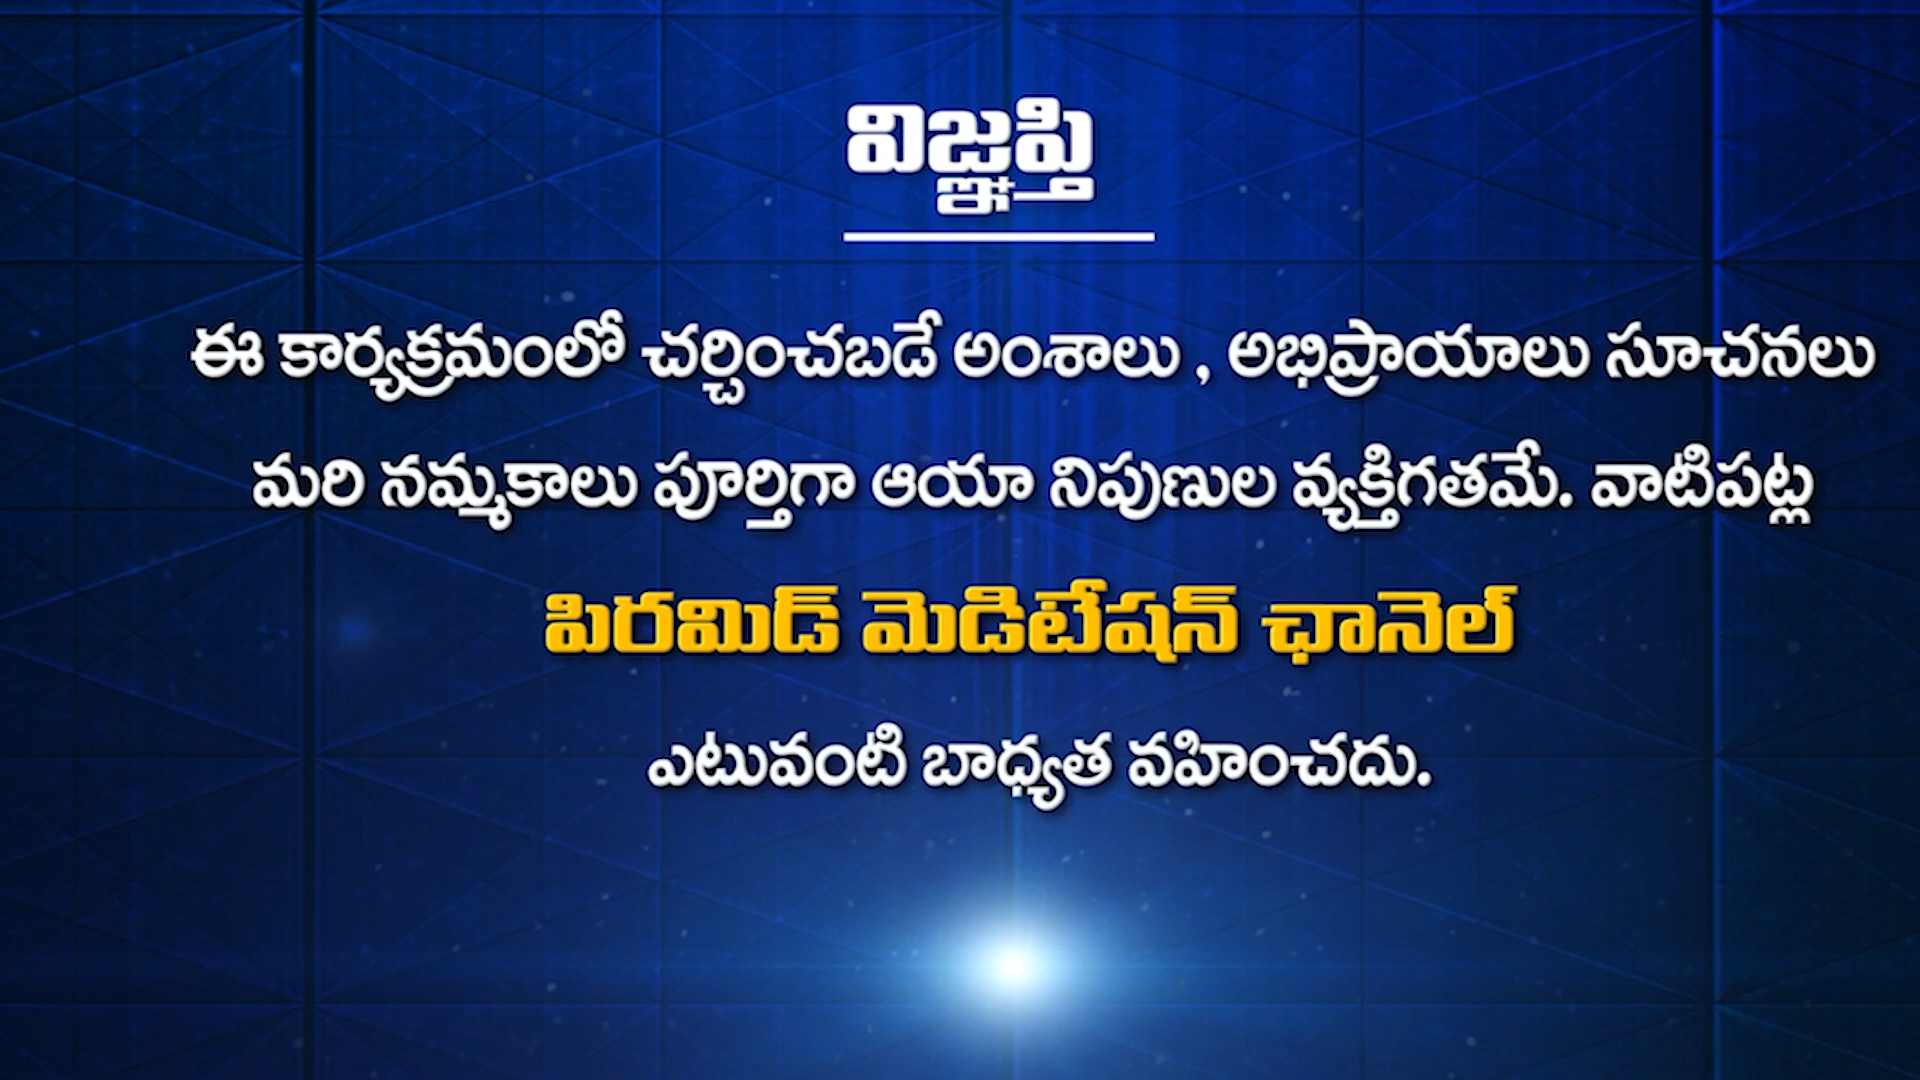 విజ్ఞప్తి
ఈ కార్యక్రమంలో చర్చించబడే అంశాలు , అభిప్రాయాలు సూచనలు
మరి నమ్మకాలు పూర్తిగా ఆయా నిపుణుల వ్యక్తిగతమే. వాటిపట్ల
పిరమిడ్ మెడిటేషన్ ఛానెల్
ఎటువంటి బాధ్యత వహించదు.